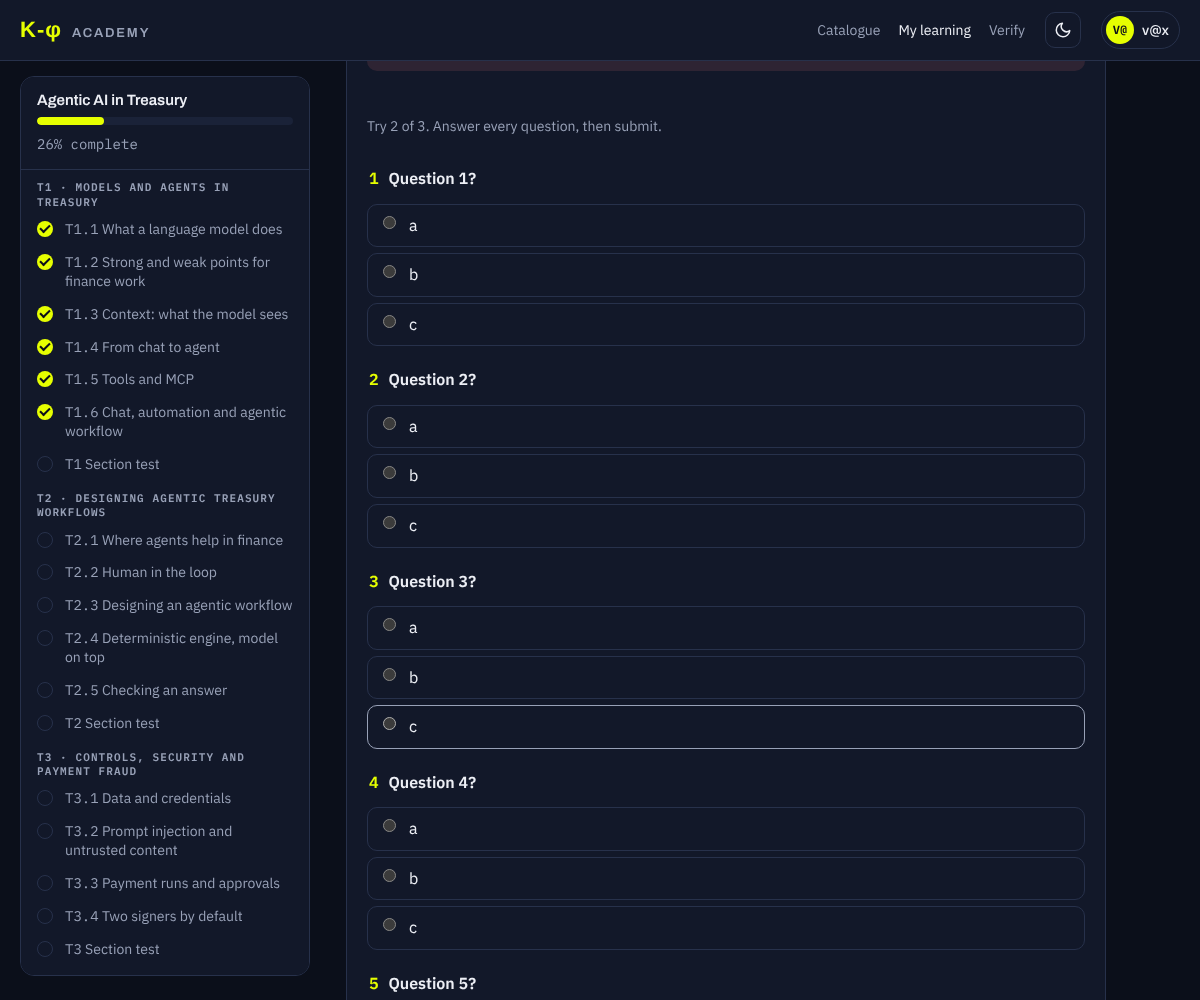 K-φ ACADEMY
Catalogue
My learning
Verify
V@
v@x
Agentic AI in Treasury
26% complete
T1 · MODELS AND AGENTS IN
TREASURY
T1.1 What a language model does
T1.2 Strong and weak points for
finance work
T1.3 Context: what the model sees
T1.4 From chat to agent
T1.5 Tools and MCP
T1.6 Chat, automation and agentic
workflow
T1 Section test
T2 · DESIGNING AGENTIC TREASURY
WORKFLOWS
T2.1 Where agents help in finance
T2.2 Human in the loop
T2.3 Designing an agentic workflow
T2.4 Deterministic engine, model
on top
T2.5 Checking an answer
T2 Section test
T3 · CONTROLS, SECURITY AND
PAYMENT FRAUD
T3.1 Data and credentials
T3.2 Prompt injection and
untrusted content
T3.3 Payment runs and approvals
T3.4 Two signers by default
T3 Section test
Try 2 of 3. Answer every question, then submit.
1 Question 1?
a
b
c
2 Question 2?
a
b
c
3 Question 3?
a
b
c
4 Question 4?
a
b
c
5 Question 5?